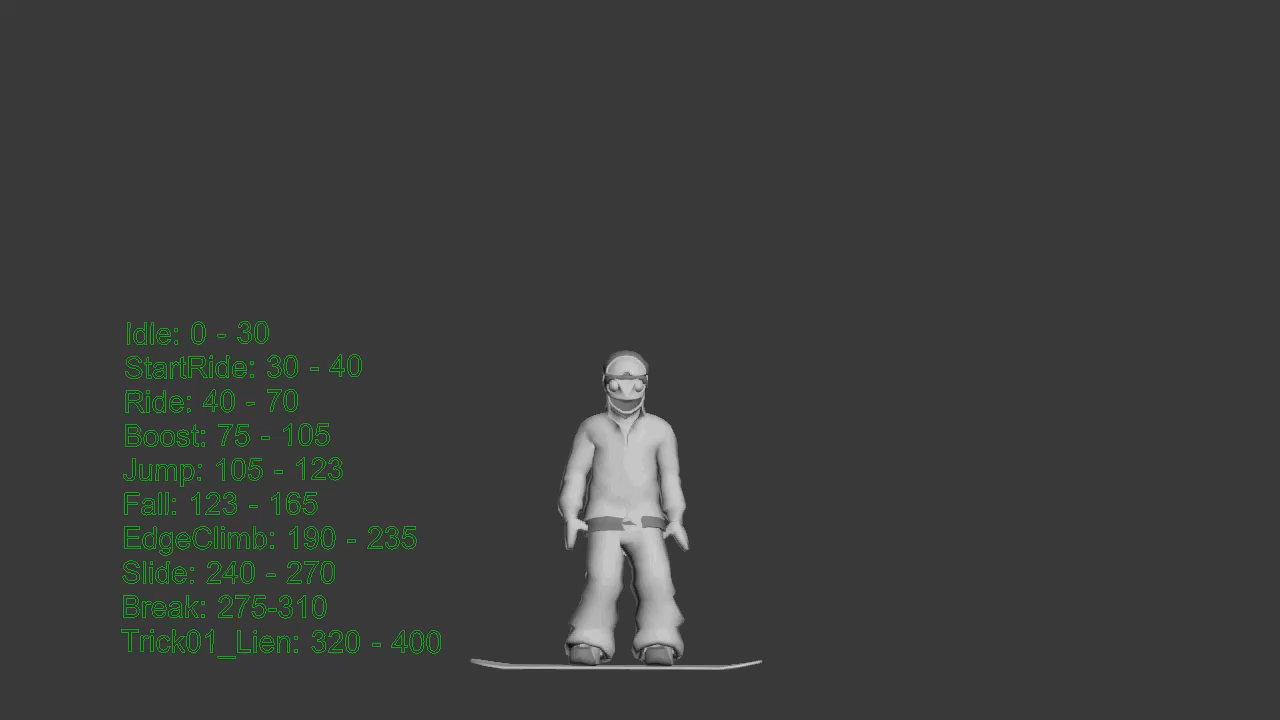 Idle: 0 - 30
StartRide: 30 - 40
Ride: 40 - 70
Boost: 75 - 105
Jump: 105 - 123
Fall: 123 - 165
EdgeClimb: 190 - 235
Slide: 240 - 270
Break: 275-310
Trick01_Lien: 320 - 400